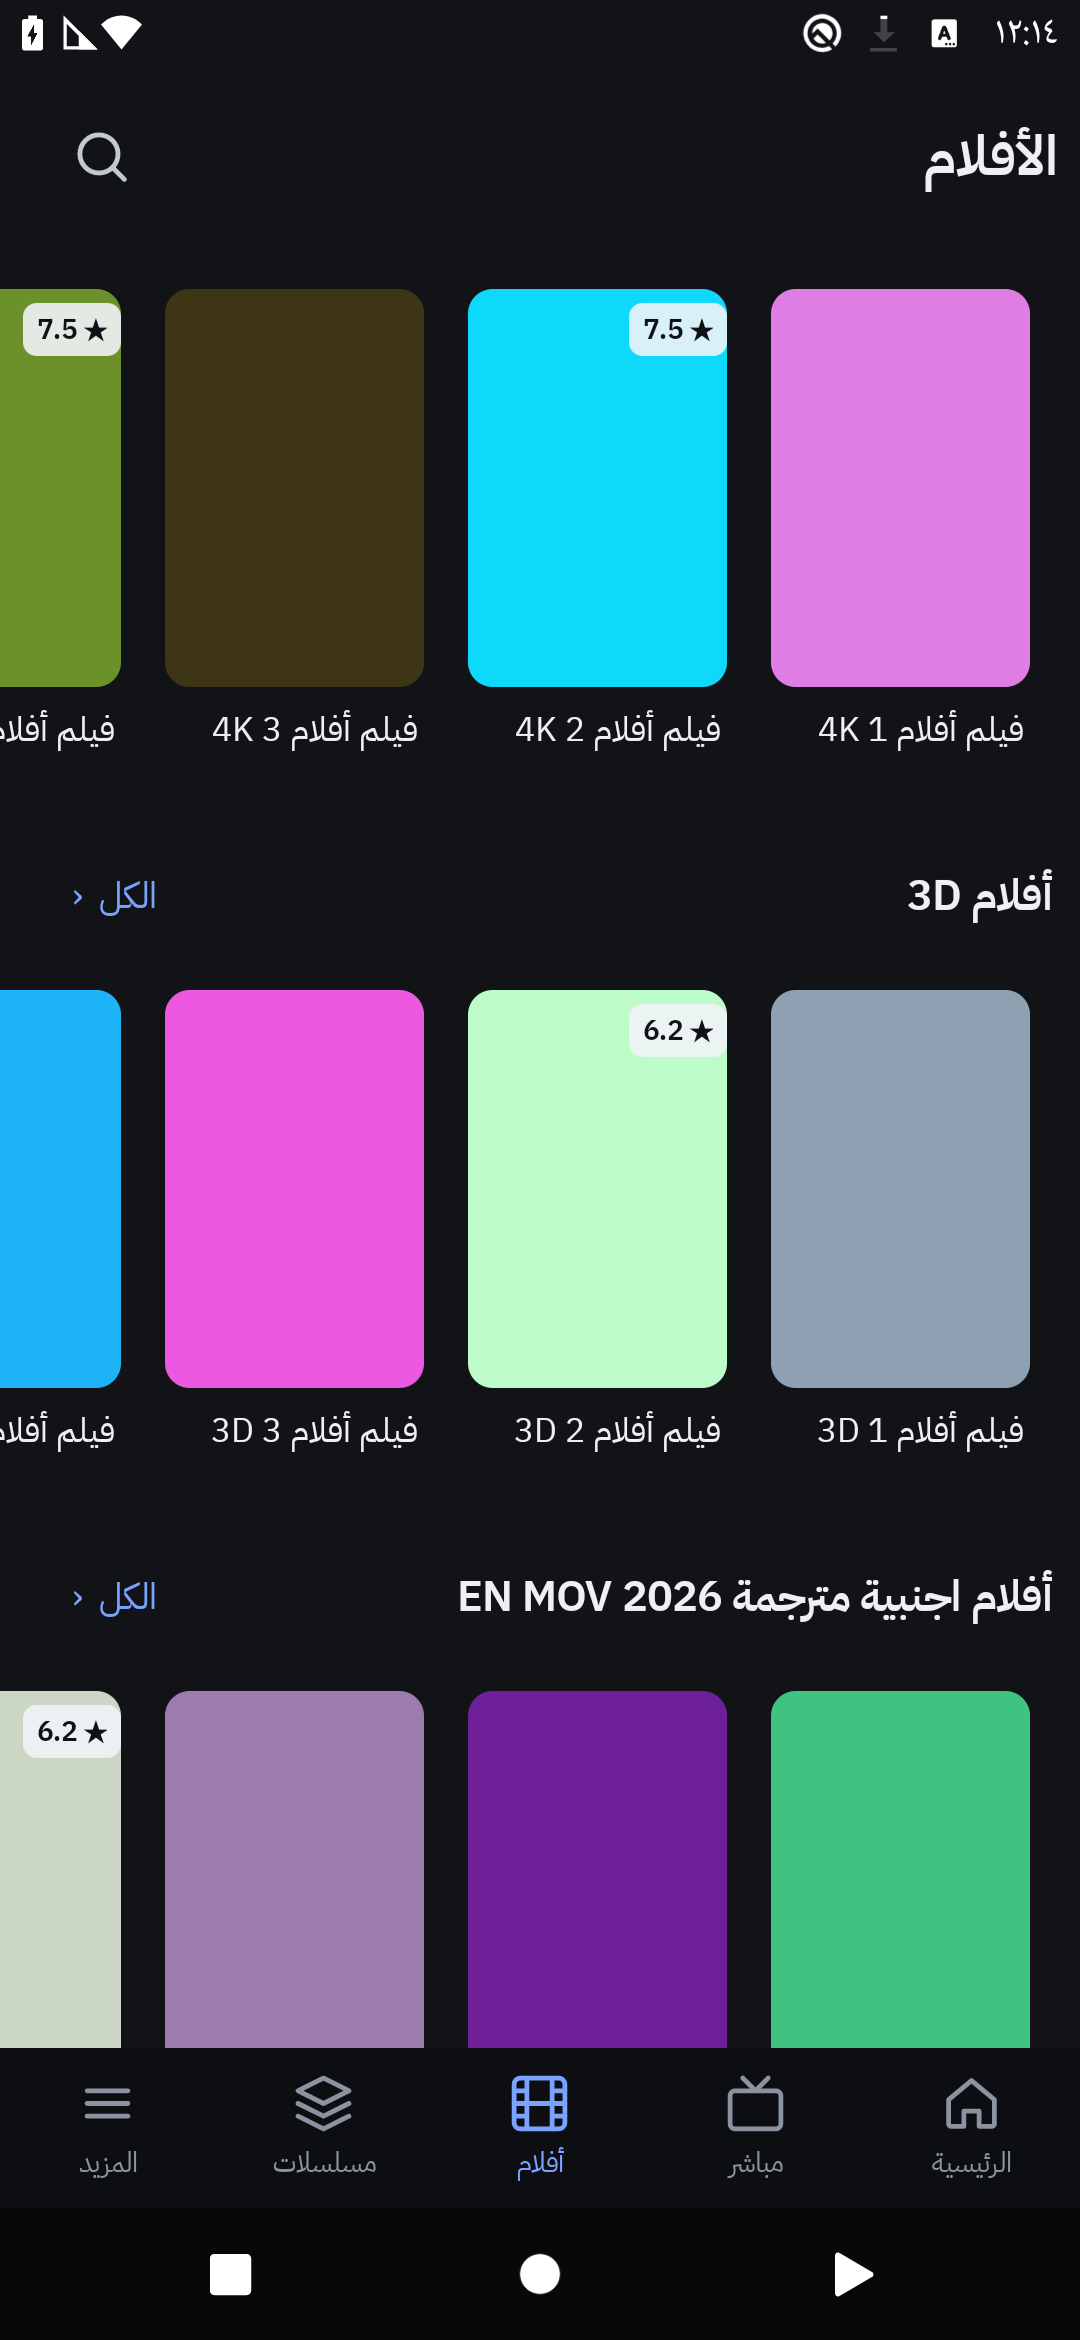 ١٢:١٤
الأفلام
★ 7.5
★ 7.5
فيلم أفلام 4K 1
فيلم أفلام 4K 2
فيلم أفلام 4K 3
فيلم أفلام
أفلام 3D
الكل ‹
★ 6.2
فيلم أفلام 3D 1
فيلم أفلام 3D 2
فيلم أفلام 3D 3
فيلم أفلام
أفلام اجنبية مترجمة EN MOV 2026
الكل ‹
★ 6.2
الرئيسية
مباشر
أفلام
مسلسلات
المزيد